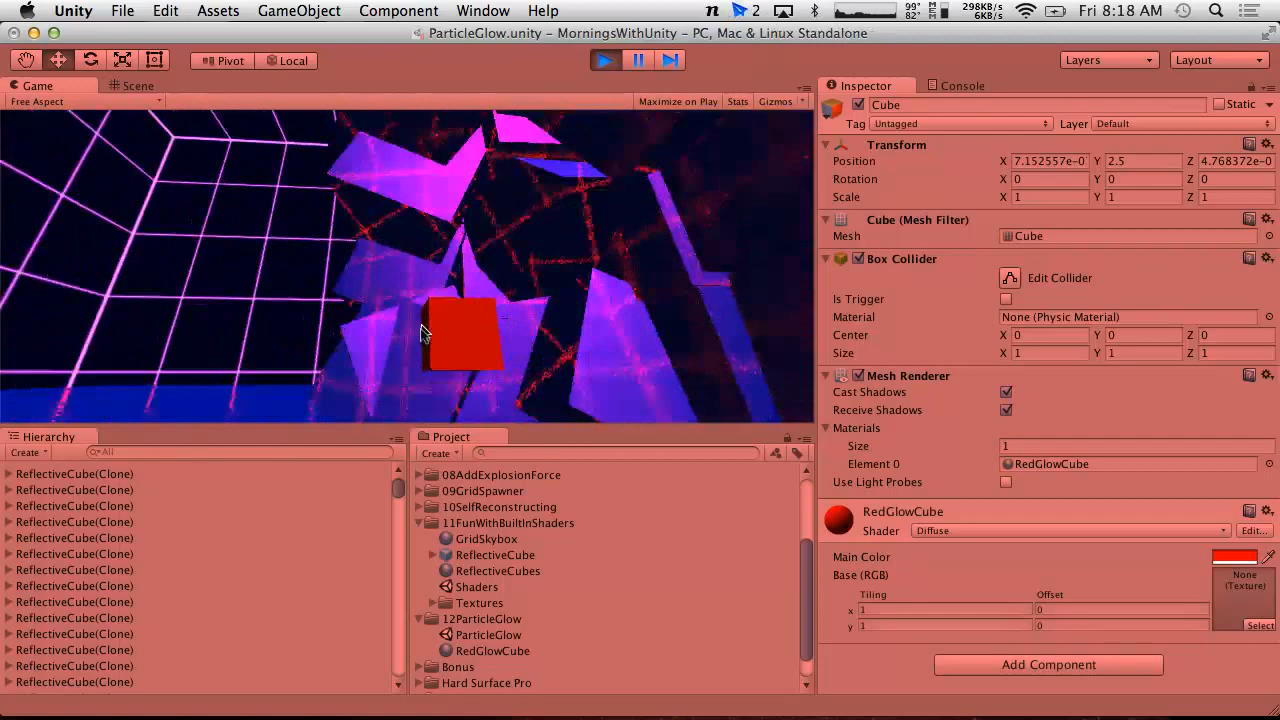 Unity File Edit Assets GameObject Component Window Help 2 99° 82° MEM 298KB/s 6KB/s Fri 8:18 AM
ParticleGlow.unity – MorningsWithUnity – PC, Mac & Linux Standalone
Pivot Local Layers Layout
Game Scene
Free Aspect Maximize on Play Stats Gizmos
Inspector Console
Cube Static
Tag Untagged Layer Default
Transform
Position X 7.152557e-0 Y 2.5 Z 4.768372e-0
Rotation X 0 Y 0 Z 0
Scale X 1 Y 1 Z 1
Cube (Mesh Filter)
Mesh Cube
Box Collider
Edit Collider
Is Trigger
Material None (Physic Material)
Center X 0 Y 0 Z 0
Size X 1 Y 1 Z 1
Mesh Renderer
Cast Shadows
Receive Shadows
Materials
Size 1
Element 0 RedGlowCube
Use Light Probes
RedGlowCube
Shader Diffuse Edit...
Main Color
Base (RGB)
None
(Texture)
Tiling Offset
x 1 0
y 1 0
Select
Add Component
Hierarchy
Create All
ReflectiveCube(Clone)
ReflectiveCube(Clone)
ReflectiveCube(Clone)
ReflectiveCube(Clone)
ReflectiveCube(Clone)
ReflectiveCube(Clone)
ReflectiveCube(Clone)
ReflectiveCube(Clone)
ReflectiveCube(Clone)
ReflectiveCube(Clone)
ReflectiveCube(Clone)
ReflectiveCube(Clone)
ReflectiveCube(Clone)
ReflectiveCube(Clone)
Project
Create
08AddExplosionForce
09GridSpawner
10SelfReconstructing
11FunWithBuiltInShaders
GridSkybox
ReflectiveCube
ReflectiveCubes
Shaders
Textures
12ParticleGlow
ParticleGlow
RedGlowCube
Bonus
Hard Surface Pro